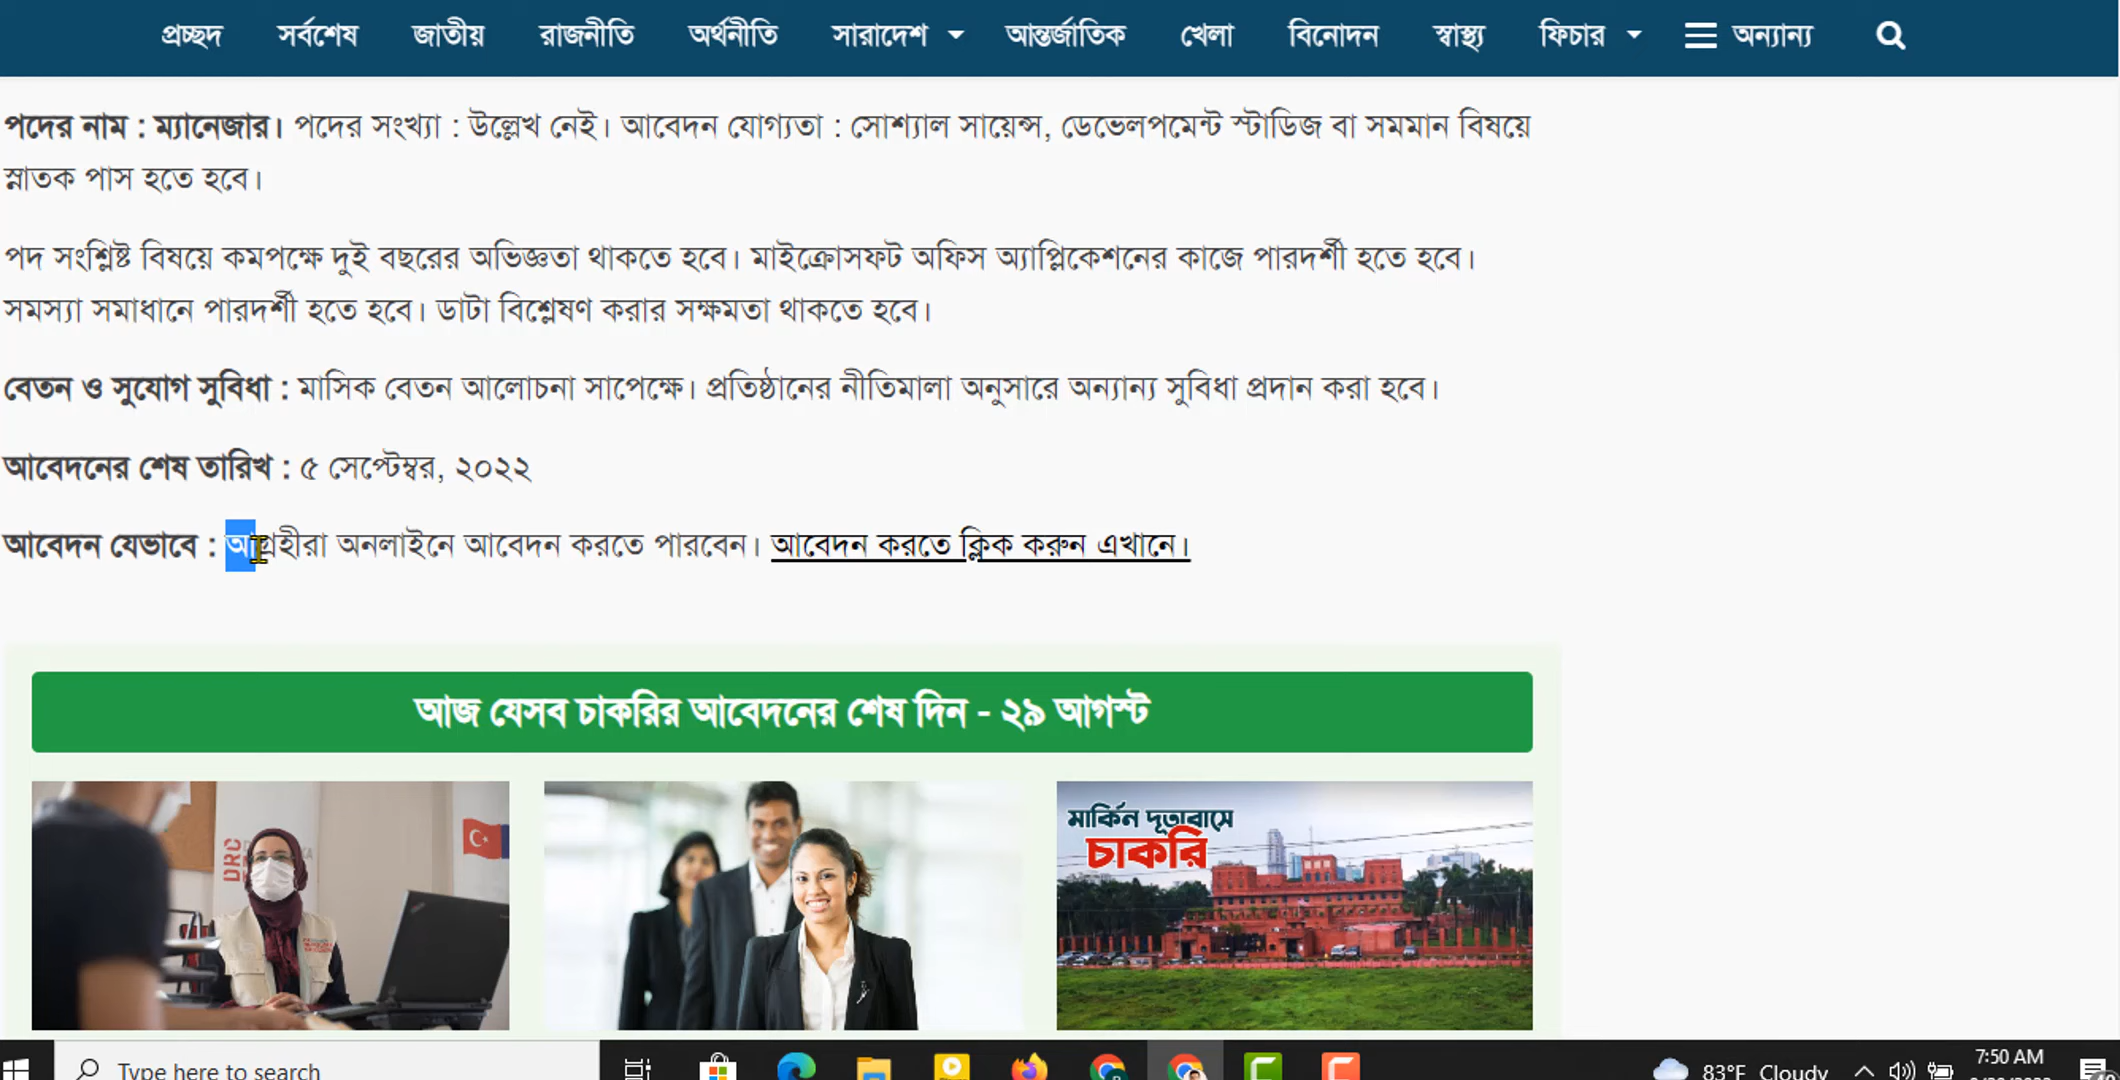 প্রচ্ছদ সর্বশেষ জাতীয় রাজনীতি অর্থনীতি সারাদেশ আন্তর্জাতিক খেলা বিনোদন স্বাস্থ্য ফিচার অন্যান্য
পদের নাম : ম্যানেজার। পদের সংখ্যা : উল্লেখ নেই। আবেদন যোগ্যতা : সোশ্যাল সায়েন্স, ডেভেলপমেন্ট স্টাডিজ বা সমমান বিষয়ে
স্নাতক পাস হতে হবে।
পদ সংশ্লিষ্ট বিষয়ে কমপক্ষে দুই বছরের অভিজ্ঞতা থাকতে হবে। মাইক্রোসফট অফিস অ্যাপ্লিকেশনের কাজে পারদর্শী হতে হবে।
সমস্যা সমাধানে পারদর্শী হতে হবে। ডাটা বিশ্লেষণ করার সক্ষমতা থাকতে হবে।
বেতন ও সুযোগ সুবিধা : মাসিক বেতন আলোচনা সাপেক্ষে। প্রতিষ্ঠানের নীতিমালা অনুসারে অন্যান্য সুবিধা প্রদান করা হবে।
আবেদনের শেষ তারিখ : ৫ সেপ্টেম্বর, ২০২২
আবেদন যেভাবে : আগ্রহীরা অনলাইনে আবেদন করতে পারবেন। আবেদন করতে ক্লিক করুন এখানে।
আজ যেসব চাকরির আবেদনের শেষ দিন - ২৯ আগস্ট
মার্কিন দূতাবাসে
চাকরি
DRC
Type here to search
83°F Cloudy
7:50 AM